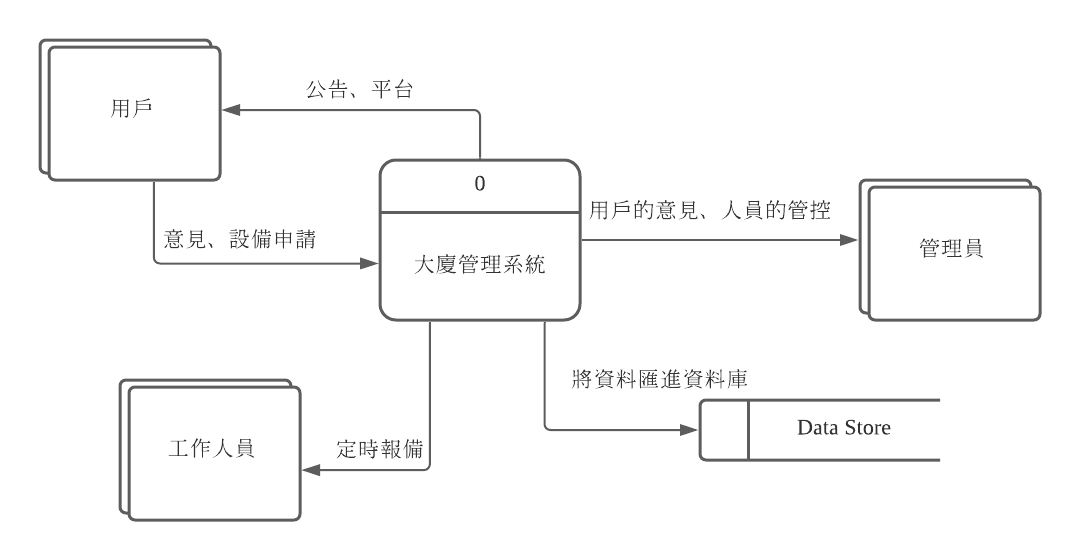 公告、平台
用戶
0
用戶的意見、人員的管控
意見、設備申請
管理員
大廈管理系統
將資料匯進資料庫
Data Store
工作人員
定時報備